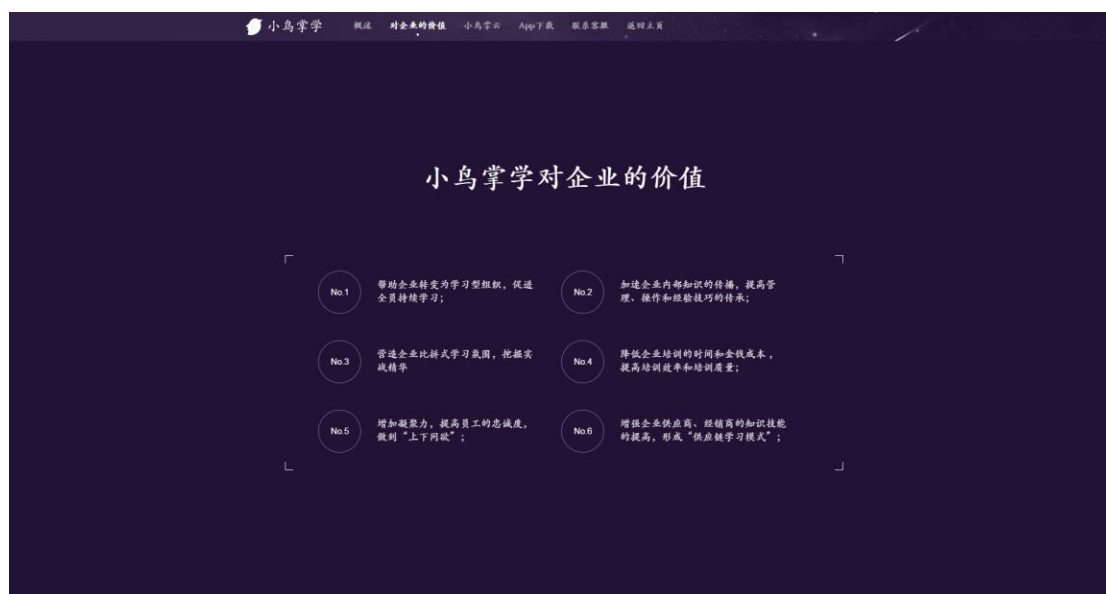 小鸟掌学
概述 对企业的价值 小鸟掌云 App下载 联系客服 返回主页
小鸟掌学对企业的价值
No.1
帮助企业转变为学习型组织，促进
全员持续学习；
No.2
加速企业内部知识的传播，提高管
理、操作和经验技巧的传承；
No.3
营造企业比拼式学习氛围，挖掘实
战精华
No.4
降低企业培训的时间和金钱成本，
提高培训效率和培训质量；
No.5
增加凝聚力，提高员工的忠诚度，
做到“上下同欲”；
No.6
增强企业供应商、经销商的知识技能
的提高，形成“供应链学习模式”；